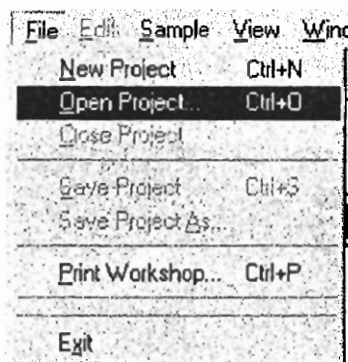 File Edit Sample View Wind
New Project Ctrl+N
Open Project... Ctrl+O
Close Project
Save Project Ctrl+S
Save Project As...
Print Workshop... Ctrl+P
Exit